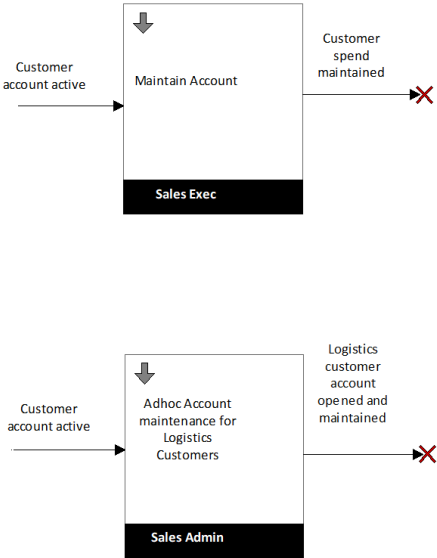 Customer
account active
Maintain Account
Customer
spend
maintained
Sales Exec
Customer
account active
Adhoc Account
maintenance for
Logistics
Customers
Logistics
customer
account
opened and
maintained
Sales Admin